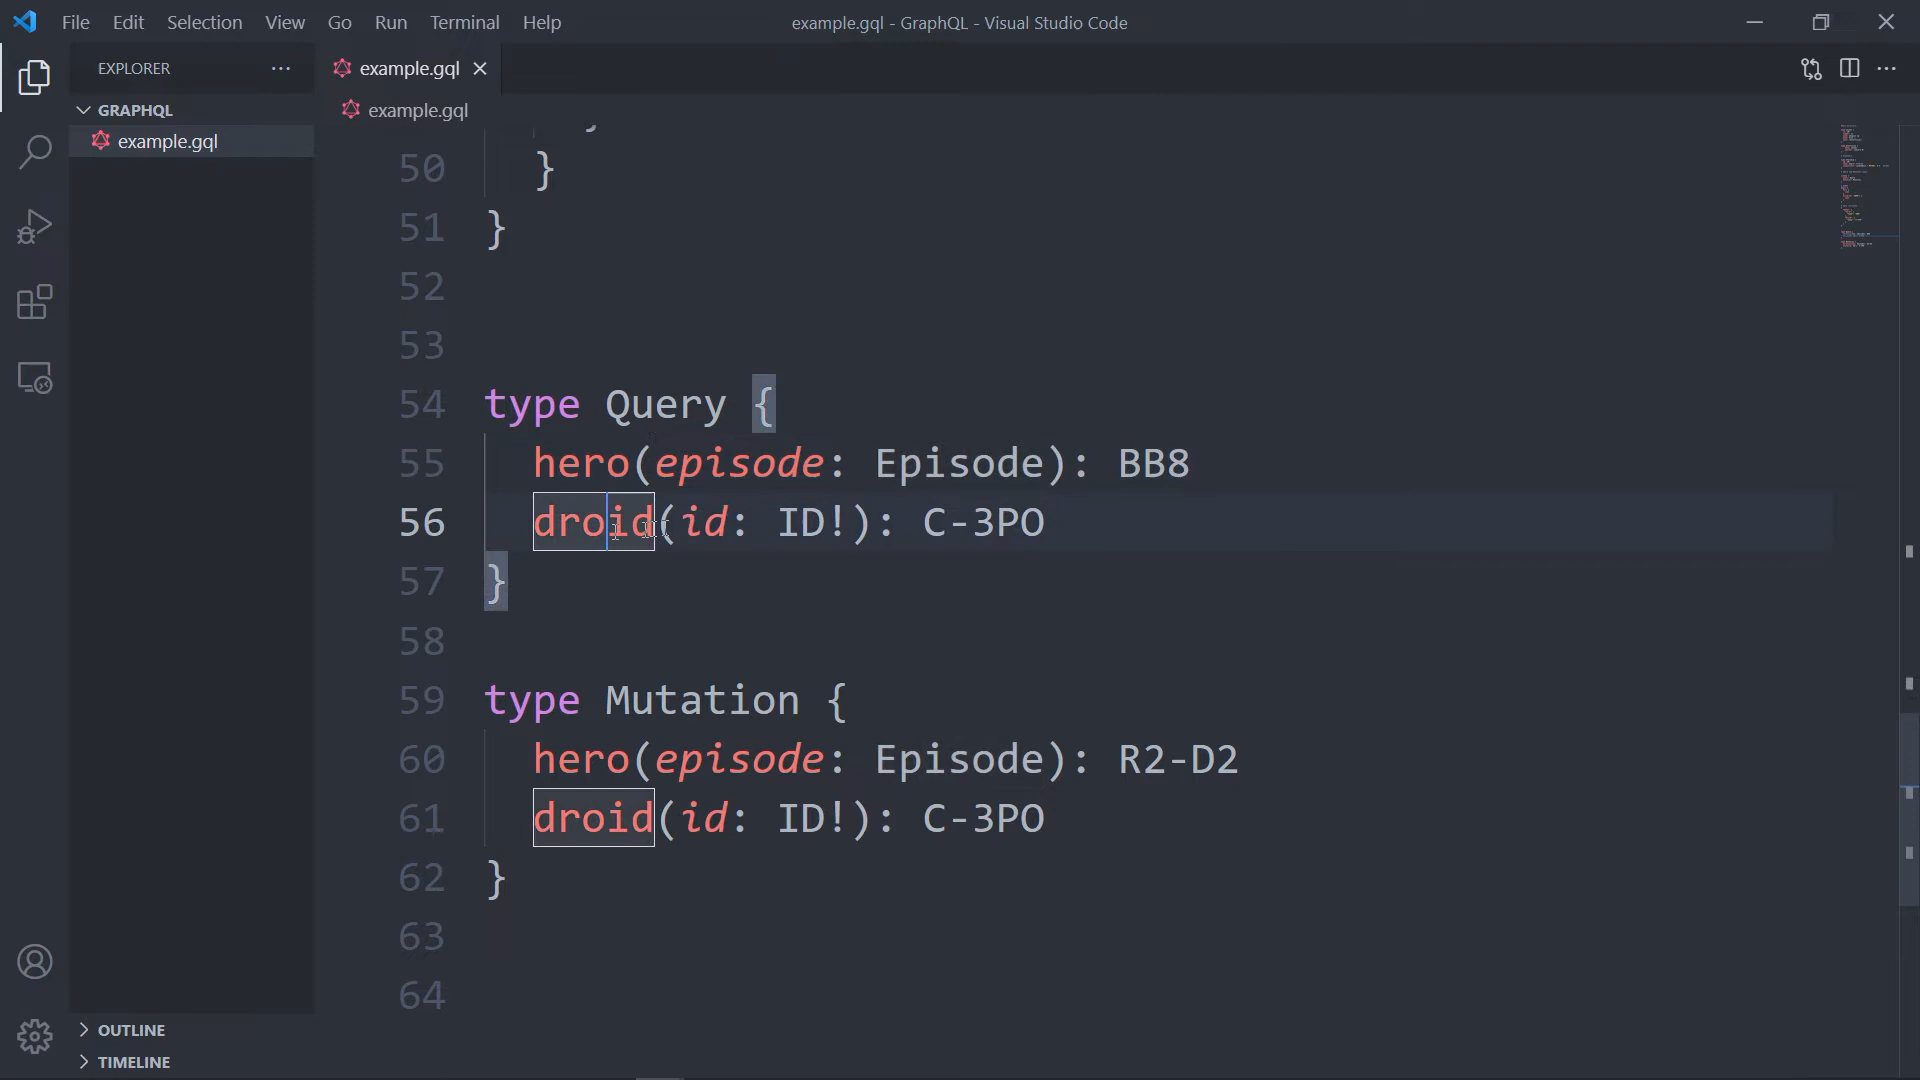 File Edit Selection View Go Run Terminal Help
example.gql - GraphQL - Visual Studio Code
EXPLORER
GRAPHQL
example.gql
OUTLINE
TIMELINE
example.gql
example.gql
50 }
51 }
52
53
54 type Query {
55 hero(episode: Episode): BB8
56 droid(id: ID!): C-3PO
57 }
58
59 type Mutation {
60 hero(episode: Episode): R2-D2
61 droid(id: ID!): C-3PO
62 }
63
64